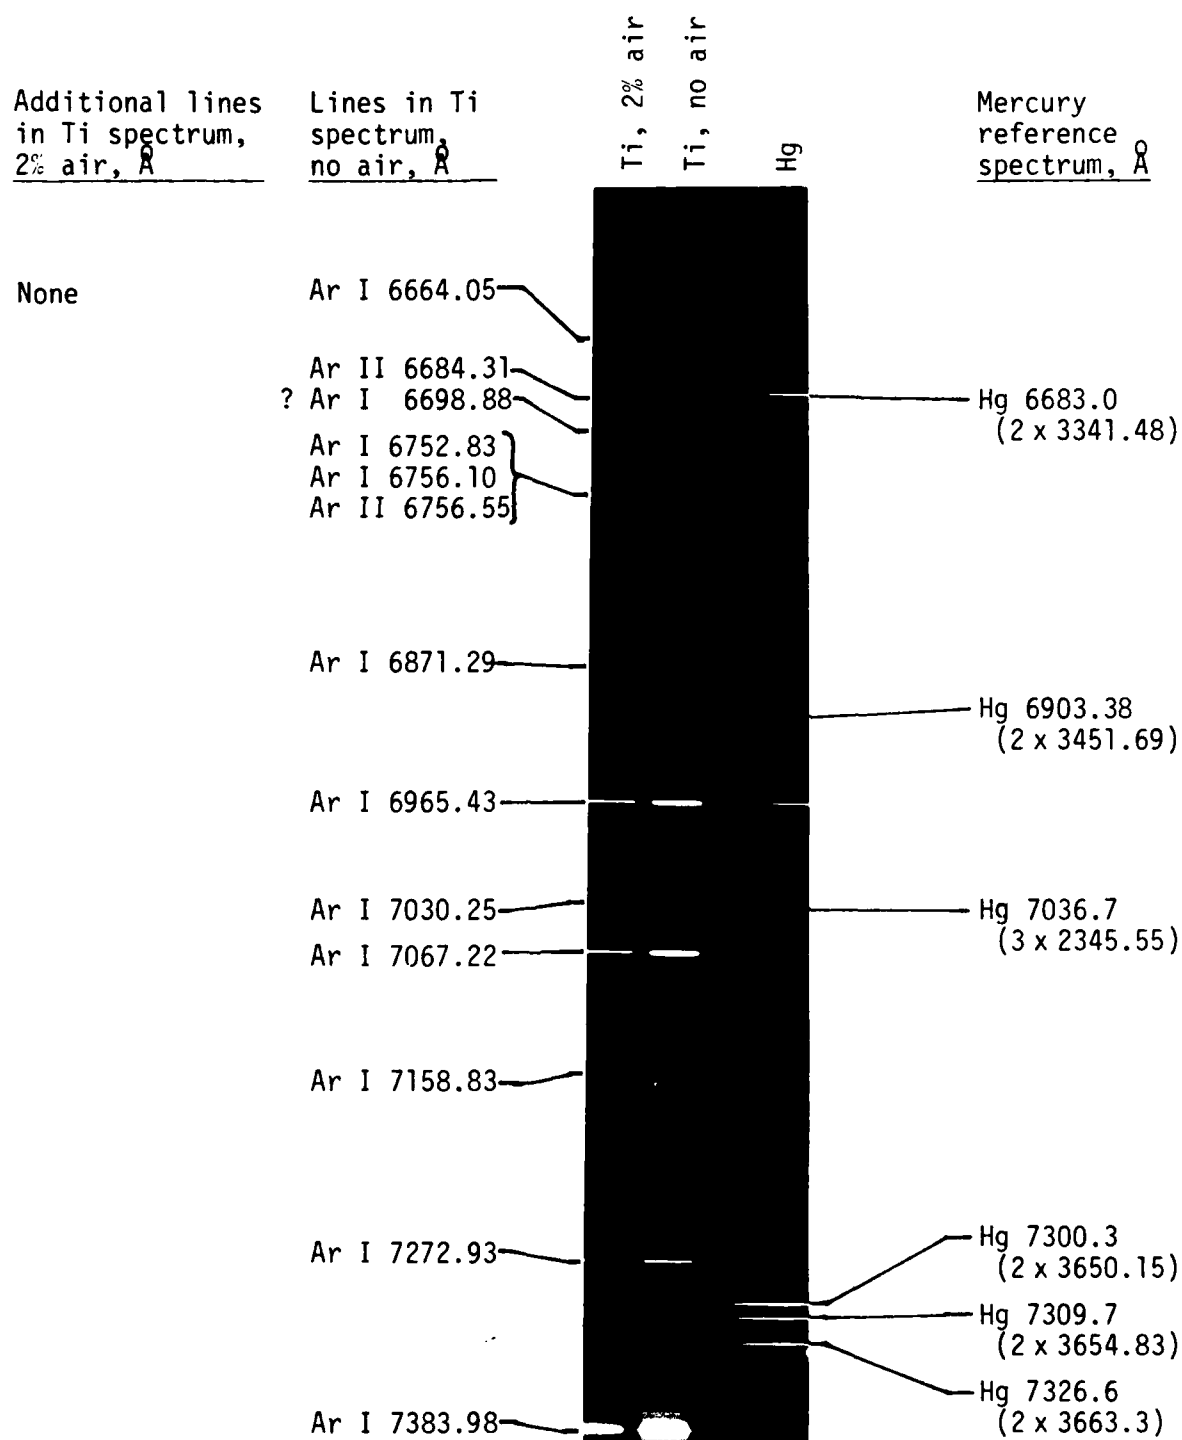 Additional lines
in Ti spectrum,
2% air, Å
Lines in Ti
spectrum,
no air, Å
Ti, 2% air
Ti, no air
Hg
Mercury
reference
spectrum, Å
None
Ar I 6664.05
Ar II 6684.31
? Ar I 6698.88
Ar I 6752.83
Ar I 6756.10
Ar II 6756.55
Ar I 6871.29
Ar I 6965.43
Ar I 7030.25
Ar I 7067.22
Ar I 7158.83
Ar I 7272.93
Ar I 7383.98
Hg 6683.0
(2 x 3341.48)
Hg 6903.38
(2 x 3451.69)
Hg 7036.7
(3 x 2345.55)
Hg 7300.3
(2 x 3650.15)
Hg 7309.7
(2 x 3654.83)
Hg 7326.6
(2 x 3663.3)